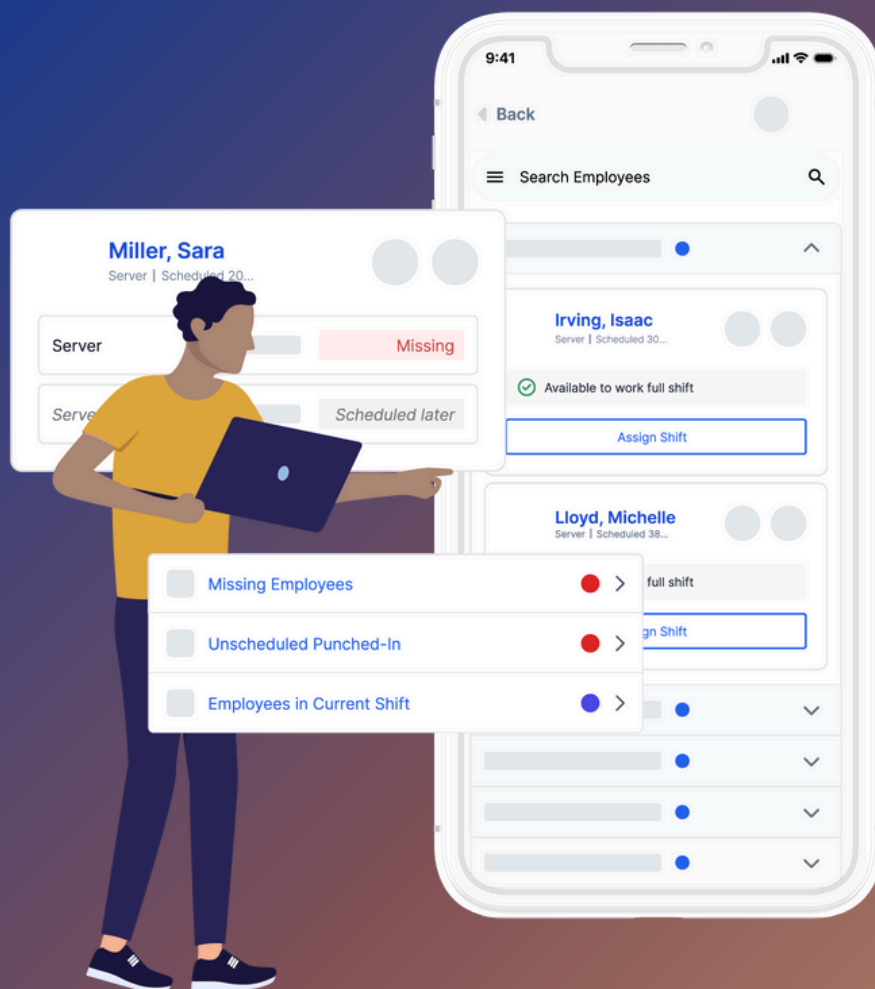 9:41
Back
Search Employees
Miller, Sara
Server | Scheduled 20...
Server
Missing
Scheduled later
Irving, Isaac
Server | Scheduled 30...
Available to work full shift
Assign Shift
Lloyd, Michelle
Server | Scheduled 38...
full shift
Shift
Missing Employees
Unscheduled Punched-In
Employees in Current Shift